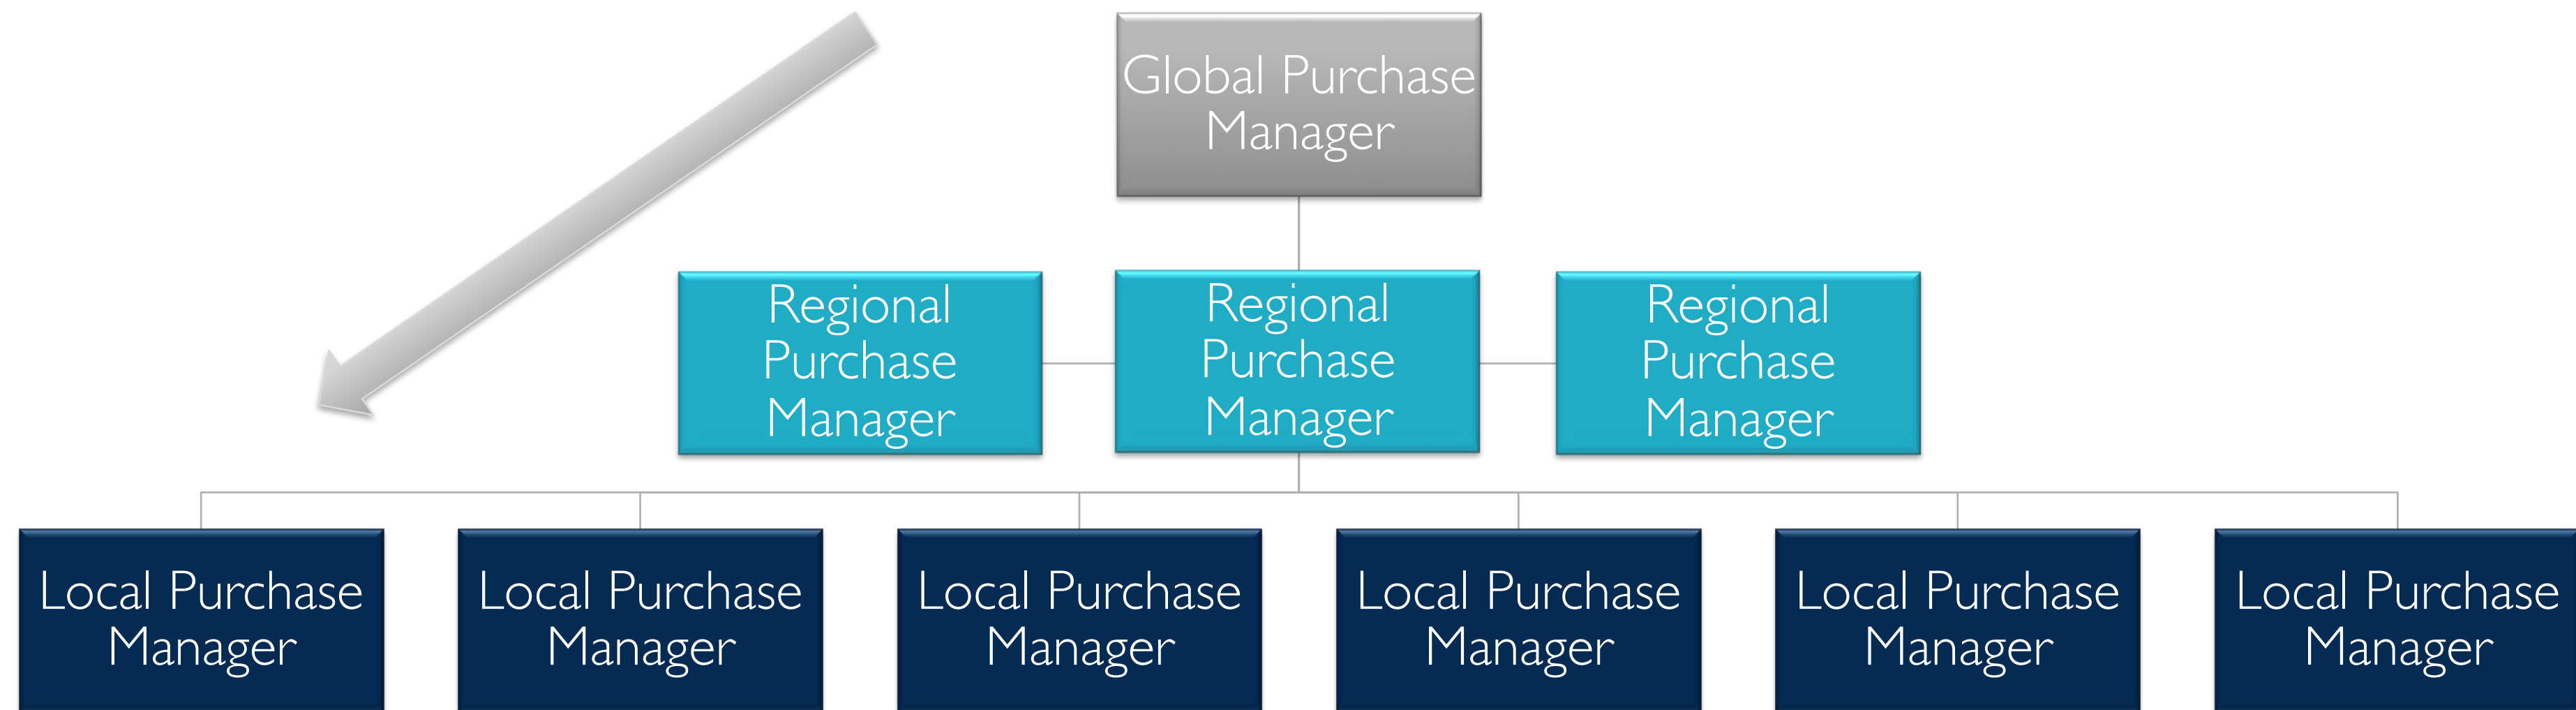 Global Purchase
Manager
Regional
Purchase
Manager
Regional
Purchase
Manager
Regional
Purchase
Manager
Local Purchase
Manager
Local Purchase
Manager
Local Purchase
Manager
Local Purchase
Manager
Local Purchase
Manager
Local Purchase
Manager